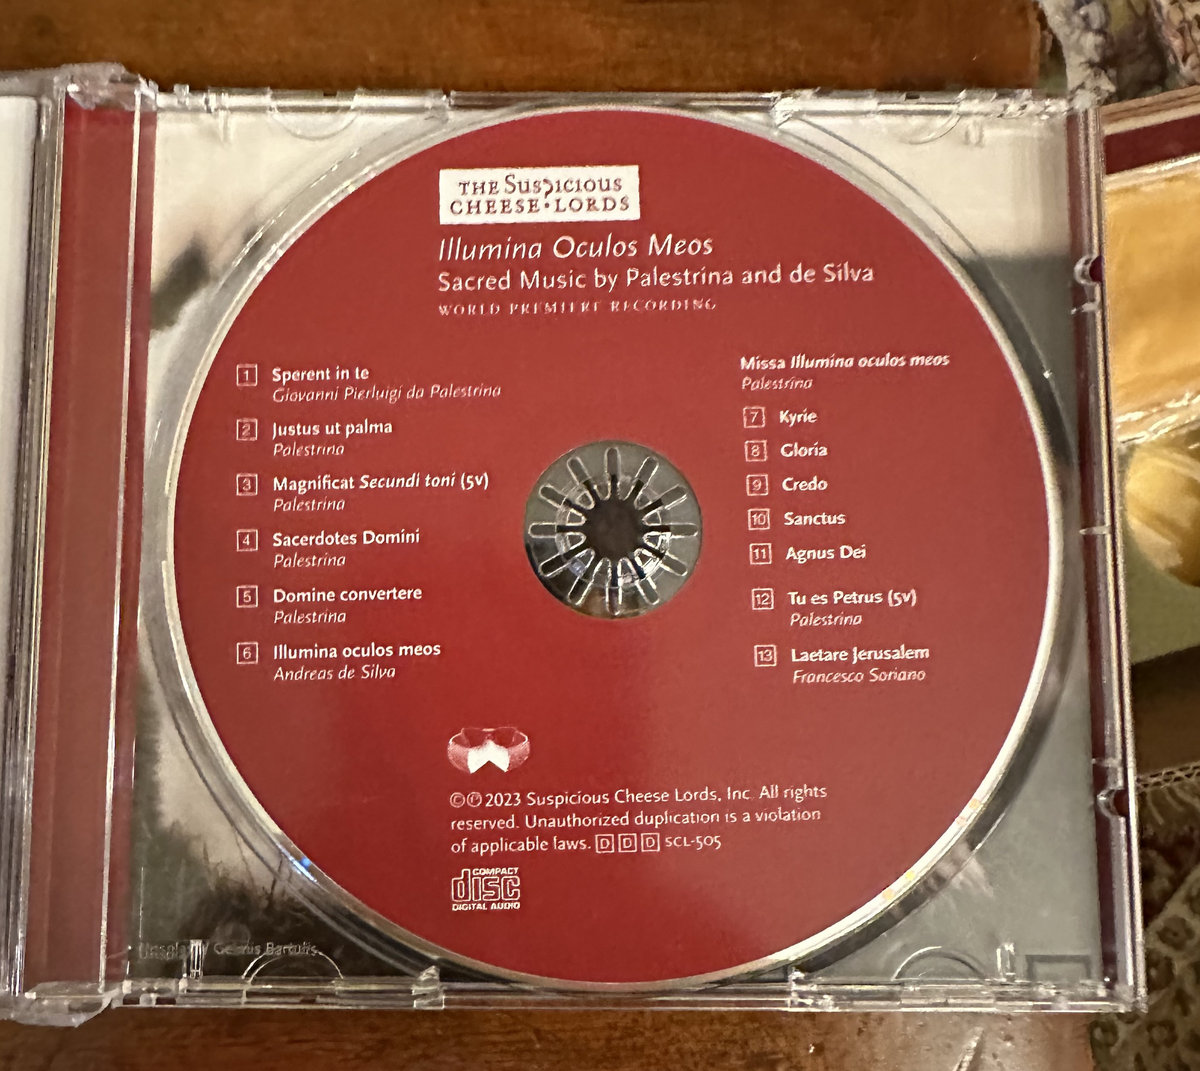 THE SUSPICIOUS
CHEESE•LORDS
Illumina Oculos Meos
Sacred Music by Palestrina and de Silva
WORLD PREMIERE RECORDING
1 Sperent in te
Giovanni Pierluigi da Palestrina
2 Justus ut palma
Palestrina
3 Magnificat Secundi toni (5v)
Palestrina
4 Sacerdotes Domini
Palestrina
5 Domine convertere
Palestrina
6 Illumina oculos meos
Andreas de Silva
Missa Illumina oculos meos
Palestrina
7 Kyrie
8 Gloria
9 Credo
10 Sanctus
11 Agnus Dei
12 Tu es Petrus (5v)
Palestrina
13 Laetare Jerusalem
Francesco Soriano
©℗ 2023 Suspicious Cheese Lords, Inc. All rights
reserved. Unauthorized duplication is a violation
of applicable laws. D D D SCL-505
COMPACT
disc
DIGITAL AUDIO